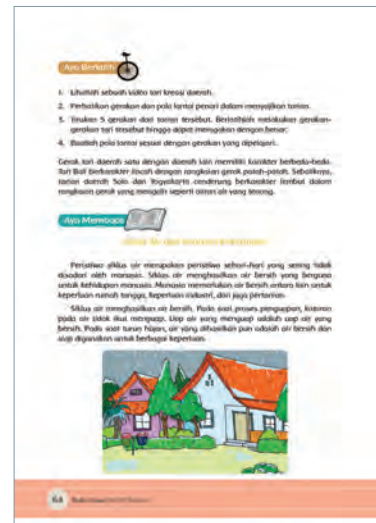 Ayo Berlatih
1. Lihatlah sebuah video tari kreasi daerah.
2. Perhatikan gerakan dan pola lantai penari dalam menyajikan tarian.
3. Tirukan 5 gerakan dari tarian tersebut. Berlatihlah melakukan gerakan-
gerakan tari tersebut hingga dapat meragakan dengan benar.
4. Buatlah pola lantai sesuai dengan gerakan yang dipelajari.
Gerak tari daerah satu dengan daerah lain memiliki karakter berbeda-beda.
Tari Bali berkarakter lincah dengan rangkaian gerak patah-patah. Sebaliknya,
tarian daerah Solo dan Yogyakarta cenderung berkarakter lembut dalam
rangkaian gerak yang mengalir seperti aliran air yang tenang.
Ayo Membaca
Siklus Air dan
Peristiwa siklus air merupakan peristiwa sehari-hari yang sering tidak
disadari oleh manusia. Siklus air menghasilkan air bersih yang berguna
untuk kehidupan manusia. Manusia memerlukan air bersih antara lain untuk
keperluan rumah tangga, keperluan industri, dan juga pertanian.
Siklus air menghasilkan air bersih. Pada saat proses penguapan, kotoran
pada air tidak ikut menguap. Uap air yang menguap adalah uap air yang
bersih. Pada saat turun hujan, air yang dihasilkan pun adalah air bersih dan
siap digunakan untuk berbagai keperluan.
64